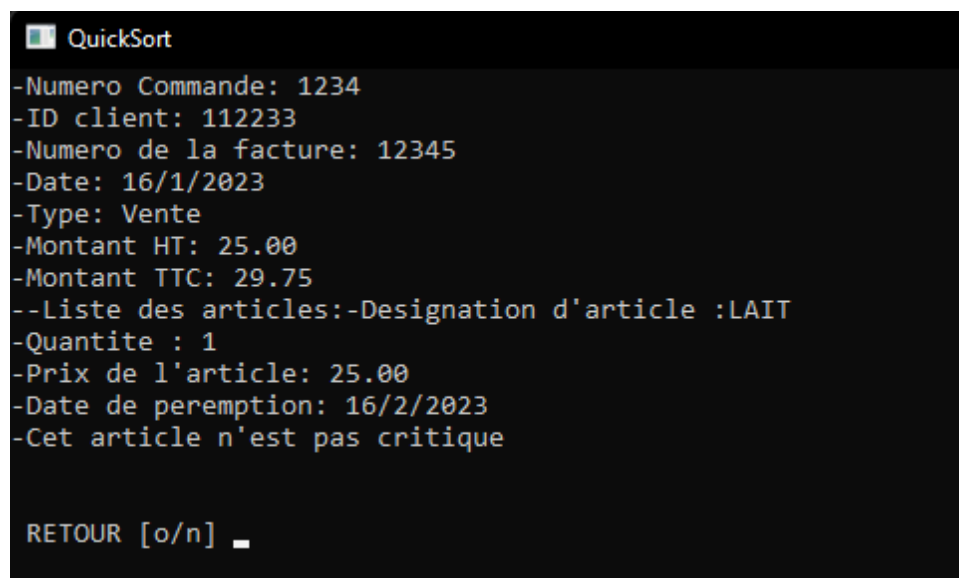 QuickSort
-Numero Commande: 1234
-ID client: 112233
-Numero de la facture: 12345
-Date: 16/1/2023
-Type: Vente
-Montant HT: 25.00
-Montant TTC: 29.75
--Liste des articles:-Designation d'article :LAIT
-Quantite : 1
-Prix de l'article: 25.00
-Date de peremption: 16/2/2023
-Cet article n'est pas critique
RETOUR [o/n]